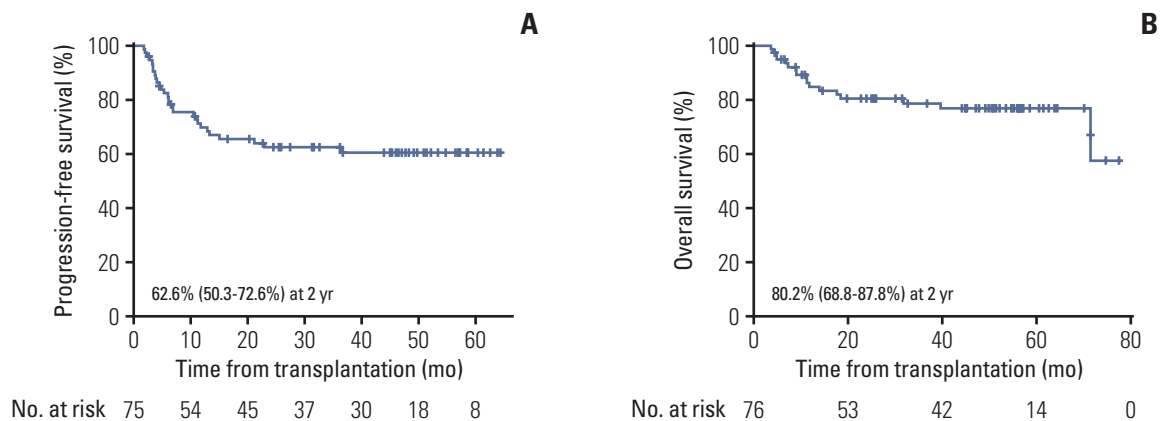 A
Progression-free survival (%)
100
80
60
40
20
0
62.6% (50.3-72.6%) at 2 yr
0 10 20 30 40 50 60
Time from transplantation (mo)
No. at risk 75 54 45 37 30 18 8
B
Overall survival (%)
100
80
60
40
20
0
80.2% (68.8-87.8%) at 2 yr
0 20 40 60 80
Time from transplantation (mo)
No. at risk 76 53 42 14 0